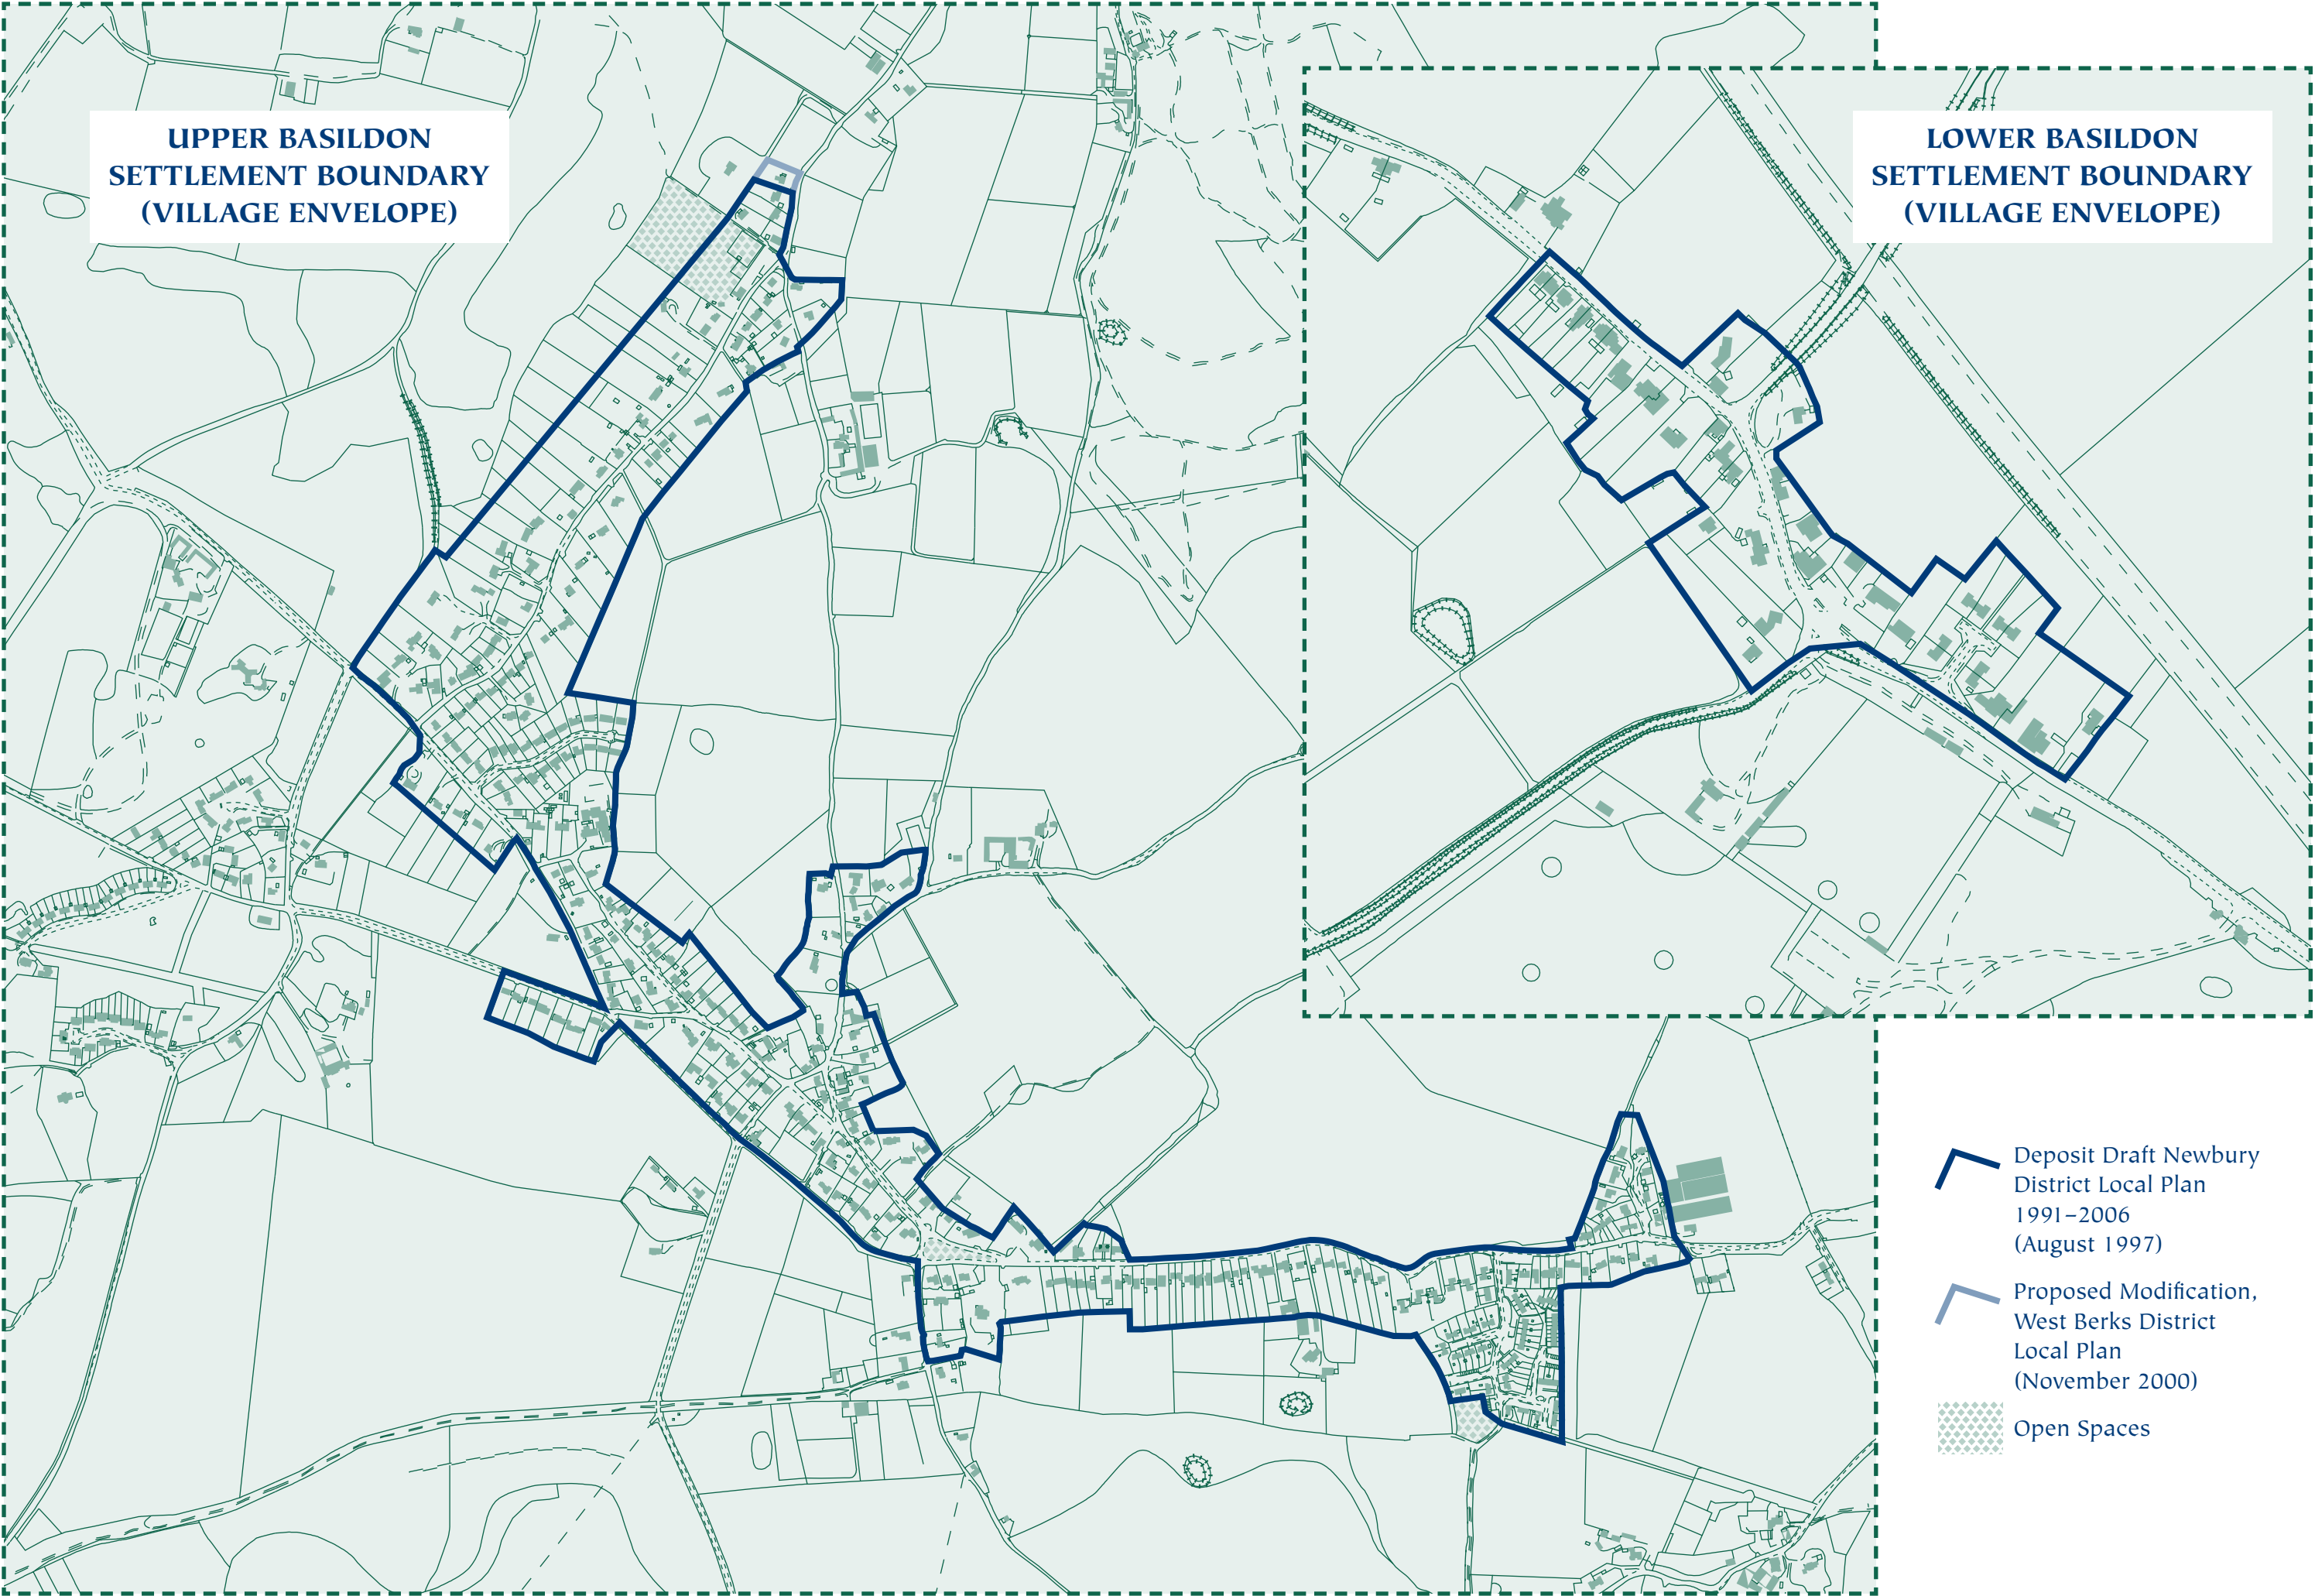 UPPER BASILDON
SETTLEMENT BOUNDARY
(VILLAGE ENVELOPE)
LOWER BASILDON
SETTLEMENT BOUNDARY
(VILLAGE ENVELOPE)
Deposit Draft Newbury
District Local Plan
1991–2006
(August 1997)
Proposed Modification,
West Berks District
Local Plan
(November 2000)
Open Spaces